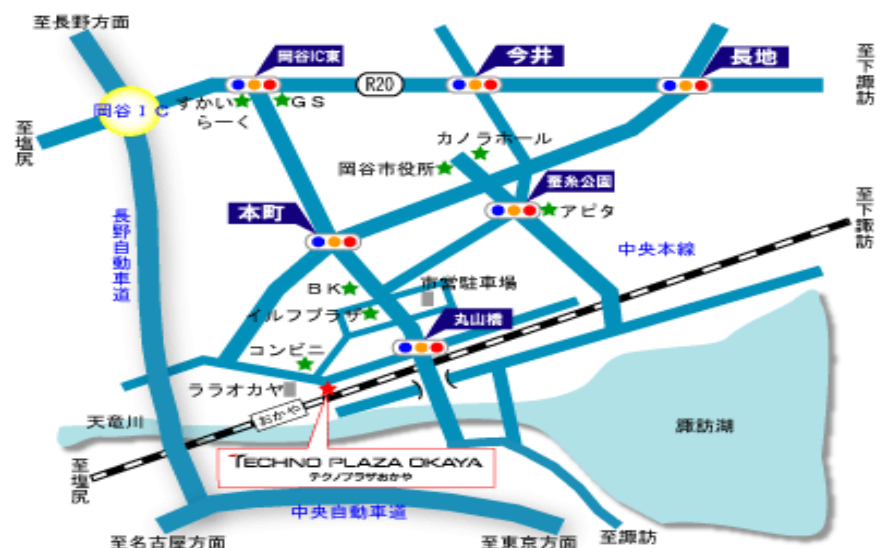 至長野方面
岡谷IC東
今井
長地
至下諏訪
R20
岡谷IC
すかいらーく
GS
至塩尻
カノラホール
岡谷市役所
蚕糸公園
アピタ
至下諏訪
本町
長野自動車道
中央本線
BK
市営駐車場
イルフプラザ
丸山橋
コンビニ
ララオカヤ
おかや
天竜川
諏訪湖
至塩尻
TECHNO PLAZA OKAYA
テクノプラザおかや
中央自動車道
至名古屋方面
至東京方面
至諏訪